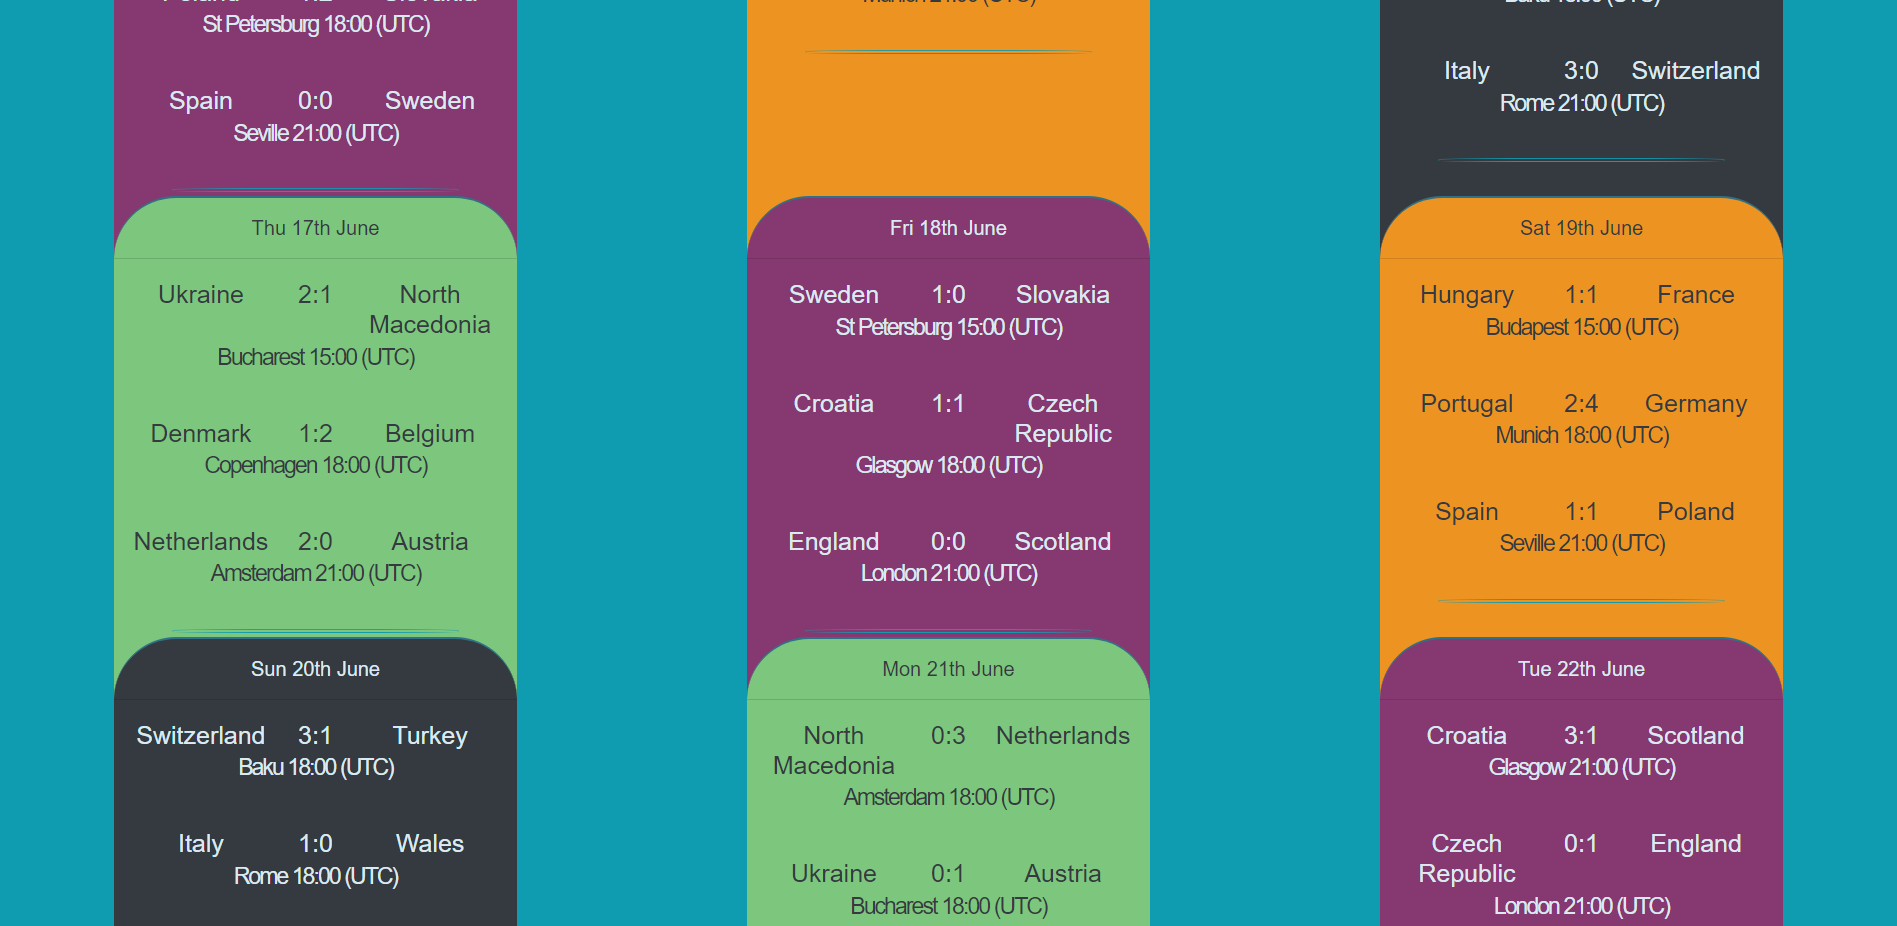 St Petersburg 18:00 (UTC)
Spain 0:0 Sweden
Seville 21:00 (UTC)
Italy 3:0 Switzerland
Rome 21:00 (UTC)
Thu 17th June
Ukraine 2:1 North
Macedonia
Bucharest 15:00 (UTC)
Denmark 1:2 Belgium
Copenhagen 18:00 (UTC)
Netherlands 2:0 Austria
Amsterdam 21:00 (UTC)
Fri 18th June
Sweden 1:0 Slovakia
St Petersburg 15:00 (UTC)
Croatia 1:1 Czech
Republic
Glasgow 18:00 (UTC)
England 0:0 Scotland
London 21:00 (UTC)
Sat 19th June
Hungary 1:1 France
Budapest 15:00 (UTC)
Portugal 2:4 Germany
Munich 18:00 (UTC)
Spain 1:1 Poland
Seville 21:00 (UTC)
Sun 20th June
Switzerland 3:1 Turkey
Baku 18:00 (UTC)
Italy 1:0 Wales
Rome 18:00 (UTC)
Mon 21th June
North 0:3 Netherlands
Macedonia
Amsterdam 18:00 (UTC)
Ukraine 0:1 Austria
Bucharest 18:00 (UTC)
Tue 22th June
Croatia 3:1 Scotland
Glasgow 21:00 (UTC)
Czech 0:1 England
Republic
London 21:00 (UTC)